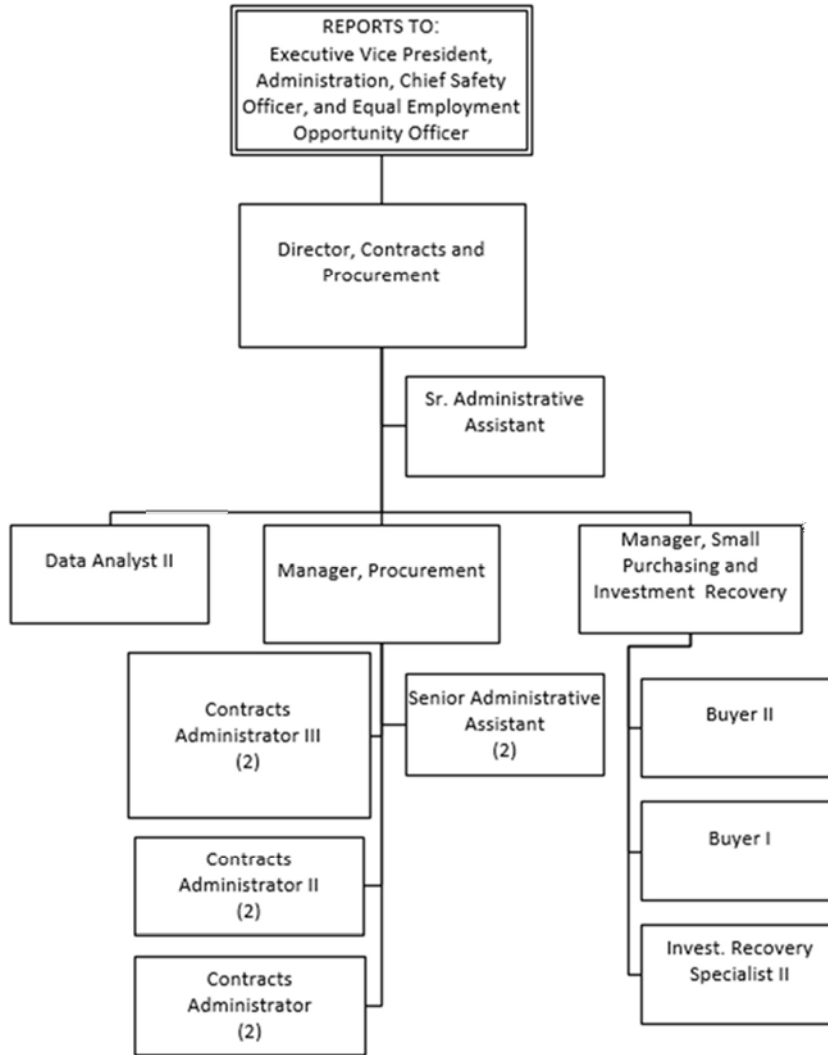 REPORTS TO:
Executive Vice President,
Administration, Chief Safety
Officer, and Equal Employment
Opportunity Officer
Director, Contracts and
Procurement
Sr. Administrative
Assistant
Data Analyst II
Manager, Procurement
Manager, Small
Purchasing and
Investment Recovery
Contracts
Administrator III
(2)
Senior Administrative
Assistant
(2)
Contracts
Administrator II
(2)
Contracts
Administrator
(2)
Buyer II
Buyer I
Invest. Recovery
Specialist II